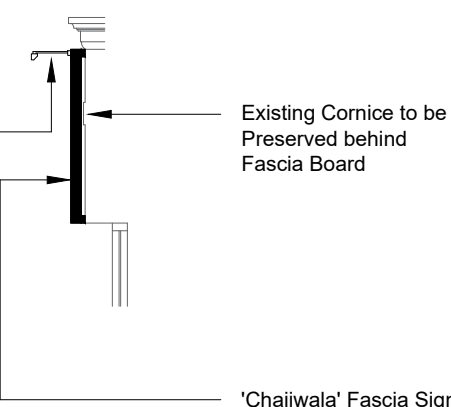 Existing Cornice to be
Preserved behind
Fascia Board
'Chaiiwala' Fascia Sign